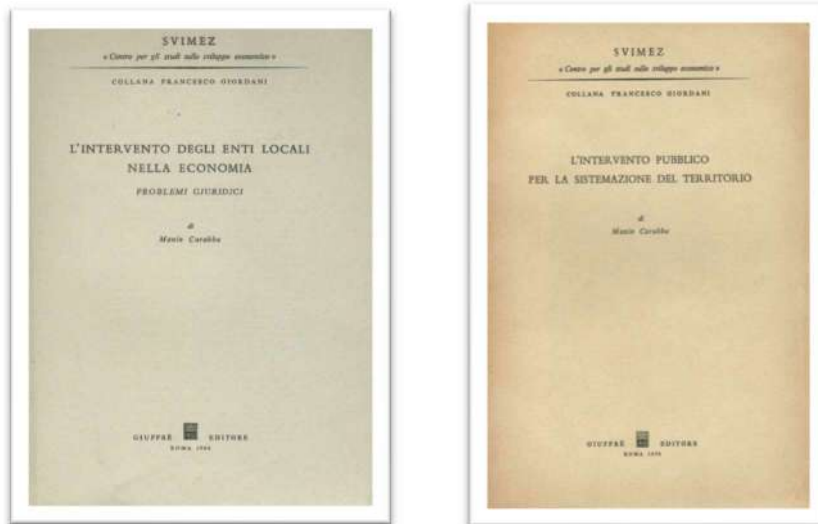 SVIMEZ
« Centro per gli studi sullo sviluppo economico »
COLLANA FRANCESCO GIORDANI
L'INTERVENTO DEGLI ENTI LOCALI
NELLA ECONOMIA
PROBLEMI GIURIDICI
di
Manin Carabba
GIUFFRÈ EDITORE
ROMA
SVIMEZ
« Centro per gli studi sullo sviluppo economico »
COLLANA FRANCESCO GIORDANI
L'INTERVENTO PUBBLICO
PER LA SISTEMAZIONE DEL TERRITORIO
di
Manin Carabba
GIUFFRÈ EDITORE
ROMA